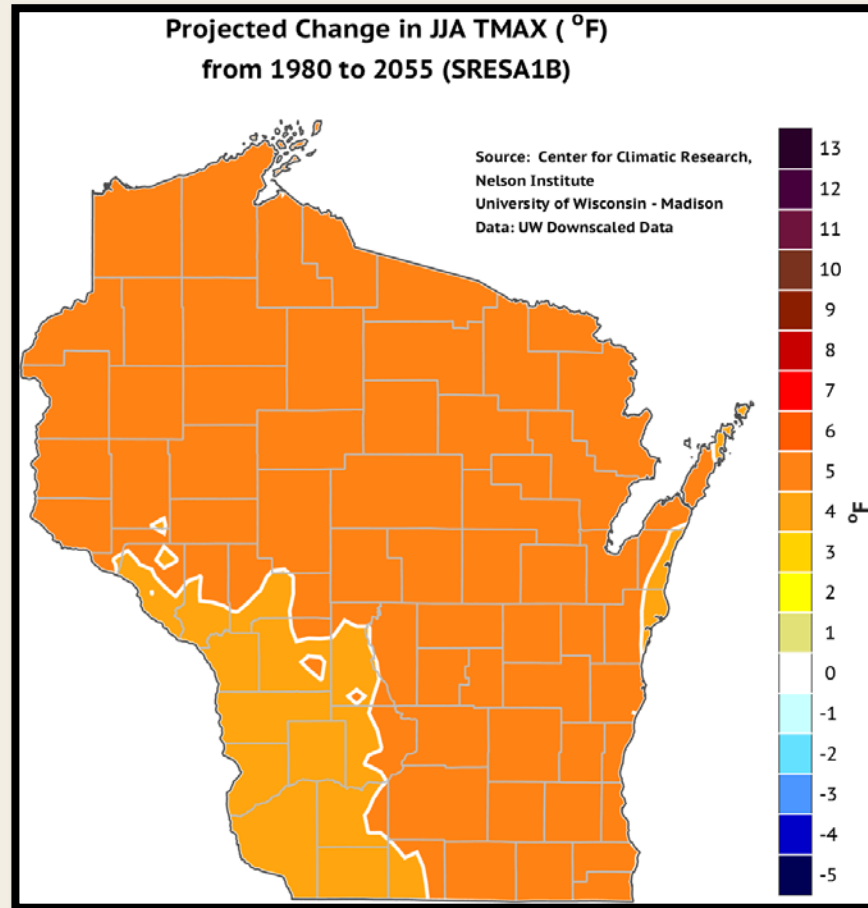 Projected Change in JJA TMAX ( °F)
from 1980 to 2055 (SRESA1B)
Source: Center for Climatic Research,
Nelson Institute
University of Wisconsin - Madison
Data: UW Downscaled Data
13
12
11
10
9
8
7
6
5
4
3
2
1
0
-1
-2
-3
-4
-5
°F